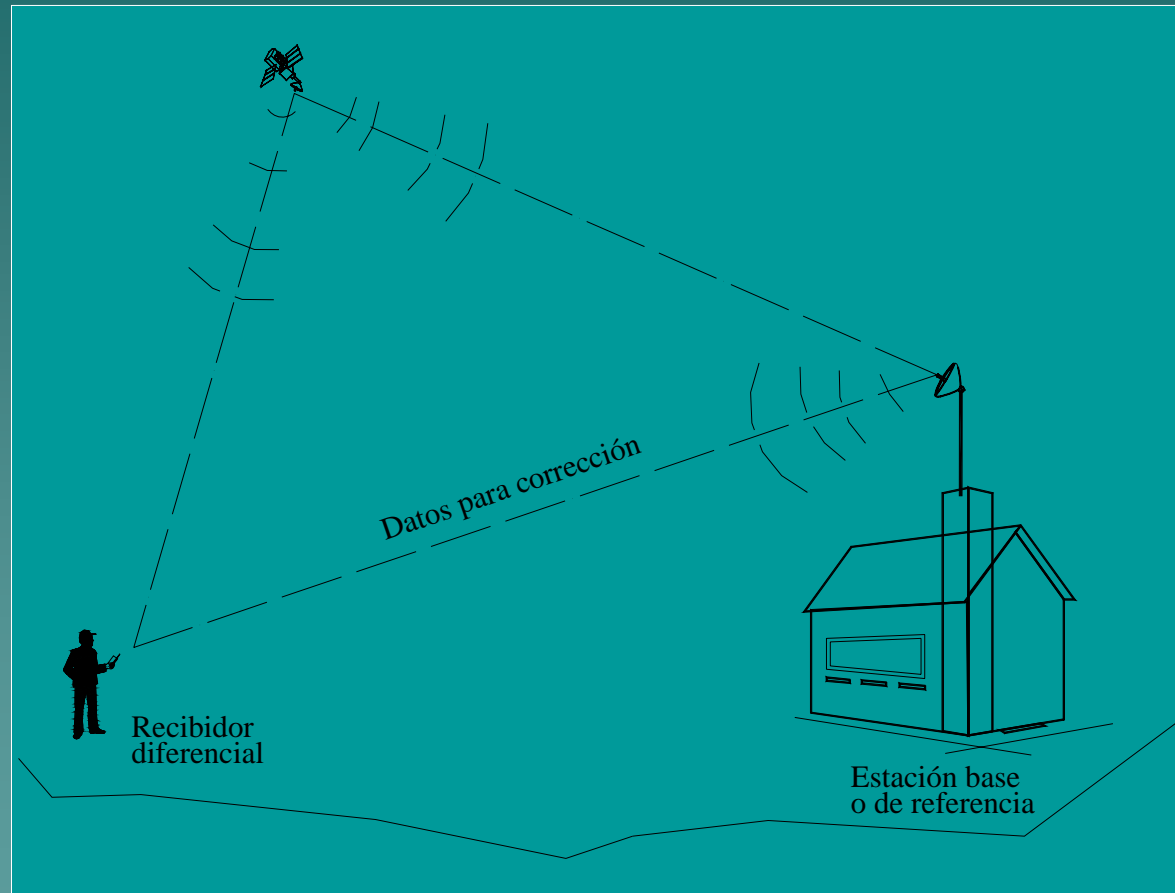 Datos para corrección
Recibidor
diferencial
Estación base
o de referencia